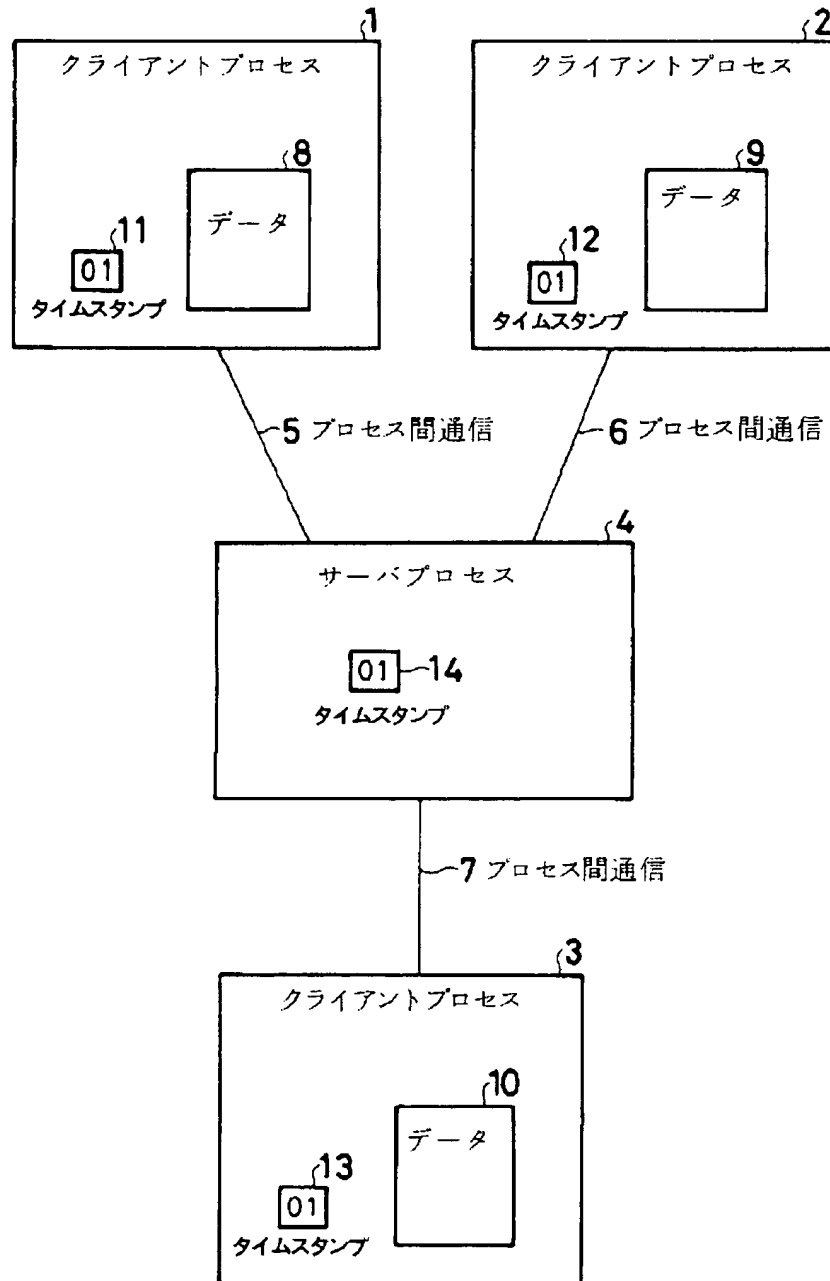 1
クライアントプロセス
8
データ
11
01
タイムスタンプ
2
クライアントプロセス
9
データ
12
01
タイムスタンプ
5 プロセス間通信
6 プロセス間通信
4
サーバプロセス
01
14
タイムスタンプ
7 プロセス間通信
3
クライアントプロセス
10
データ
13
01
タイムスタンプ